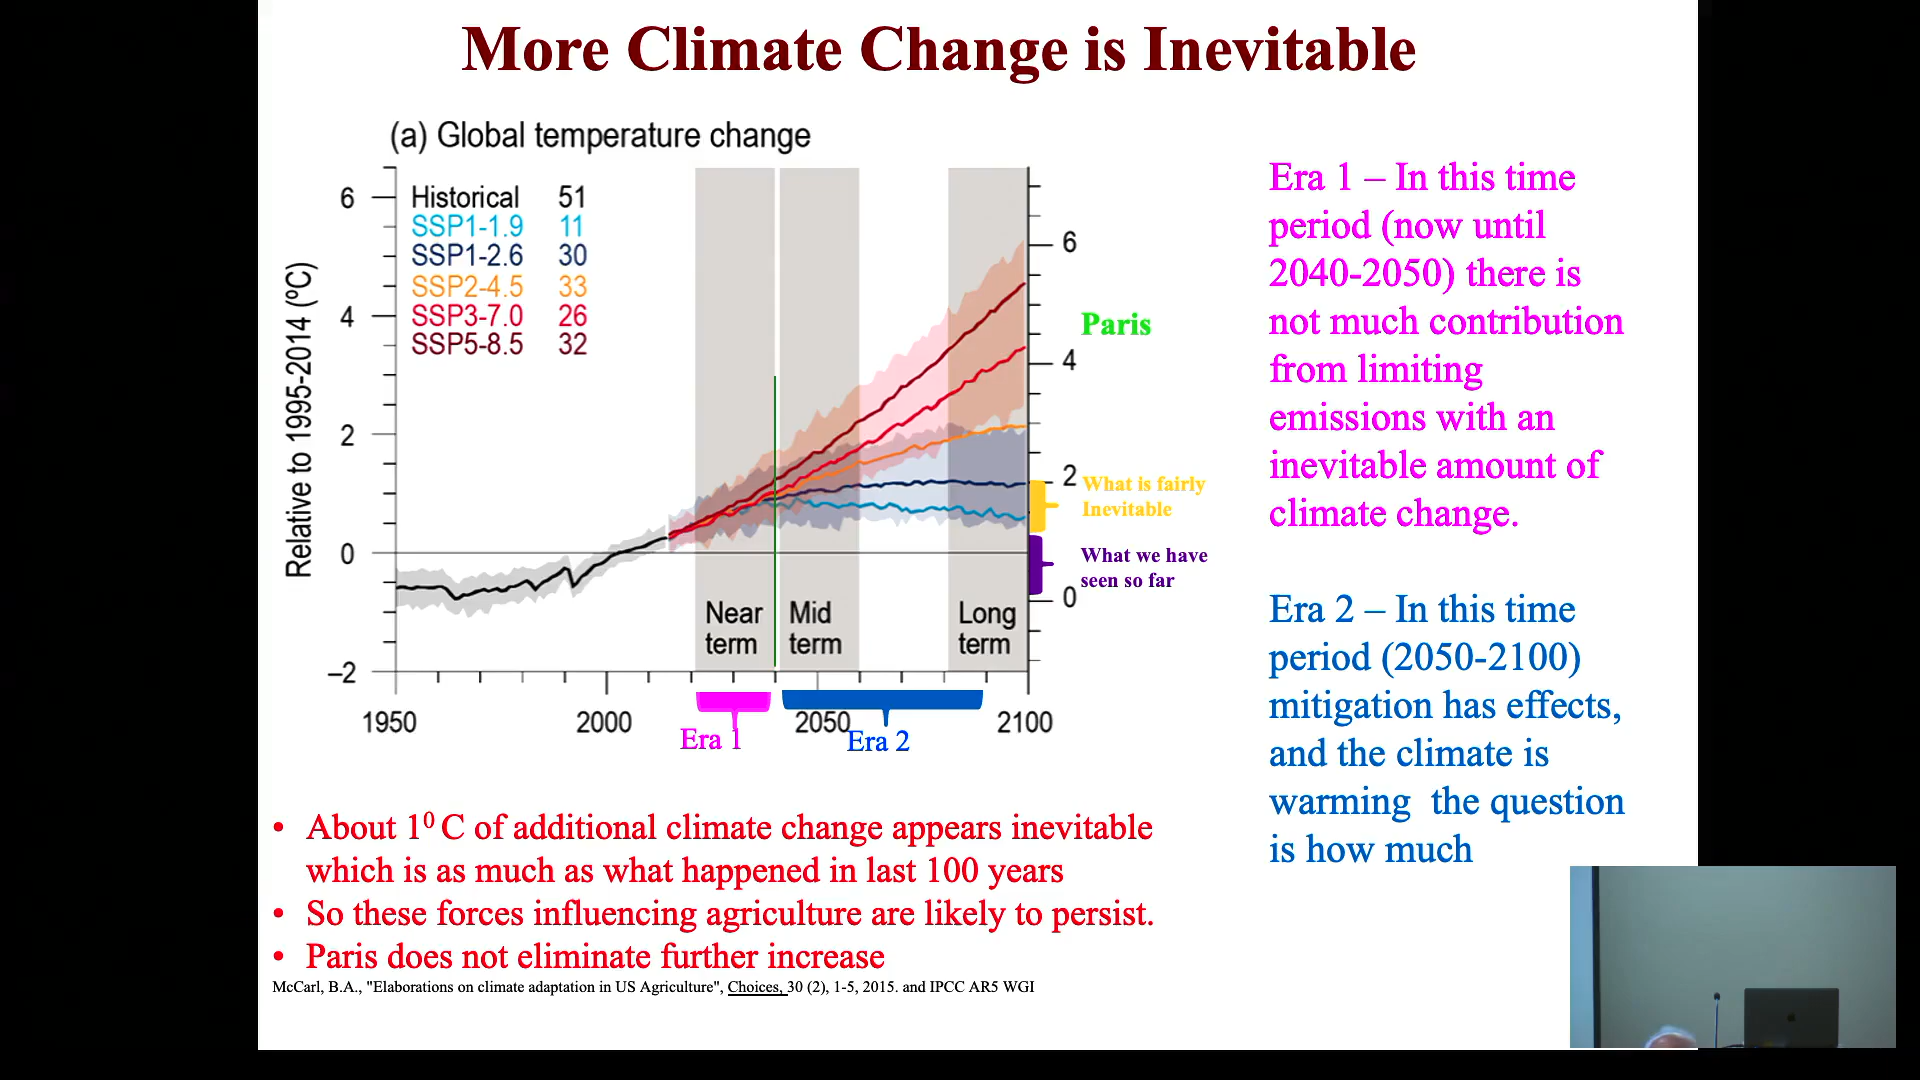 More Climate Change is Inevitable
(a) Global temperature change
Relative to 1995-2014 (ºC)
6
4
2
0
–2
Historical 51
SSP1-1.9 11
SSP1-2.6 30
SSP2-4.5 33
SSP3-7.0 26
SSP5-8.5 32
Near
term
Mid
term
Long
term
6
4
2
0
1950
2000
2050
2100
Era 1
Era 2
Paris
What is fairly
Inevitable
What we have
seen so far
Era 1 – In this time
period (now until
2040-2050) there is
not much contribution
from limiting
emissions with an
inevitable amount of
climate change.
Era 2 – In this time
period (2050-2100)
mitigation has effects,
and the climate is
warming  the question
is how much
• About 1⁰ C of additional climate change appears inevitable
which is as much as what happened in last 100 years
• So these forces influencing agriculture are likely to persist.
• Paris does not eliminate further increase
McCarl, B.A., "Elaborations on climate adaptation in US Agriculture", Choices, 30 (2), 1-5, 2015. and IPCC AR5 WGI